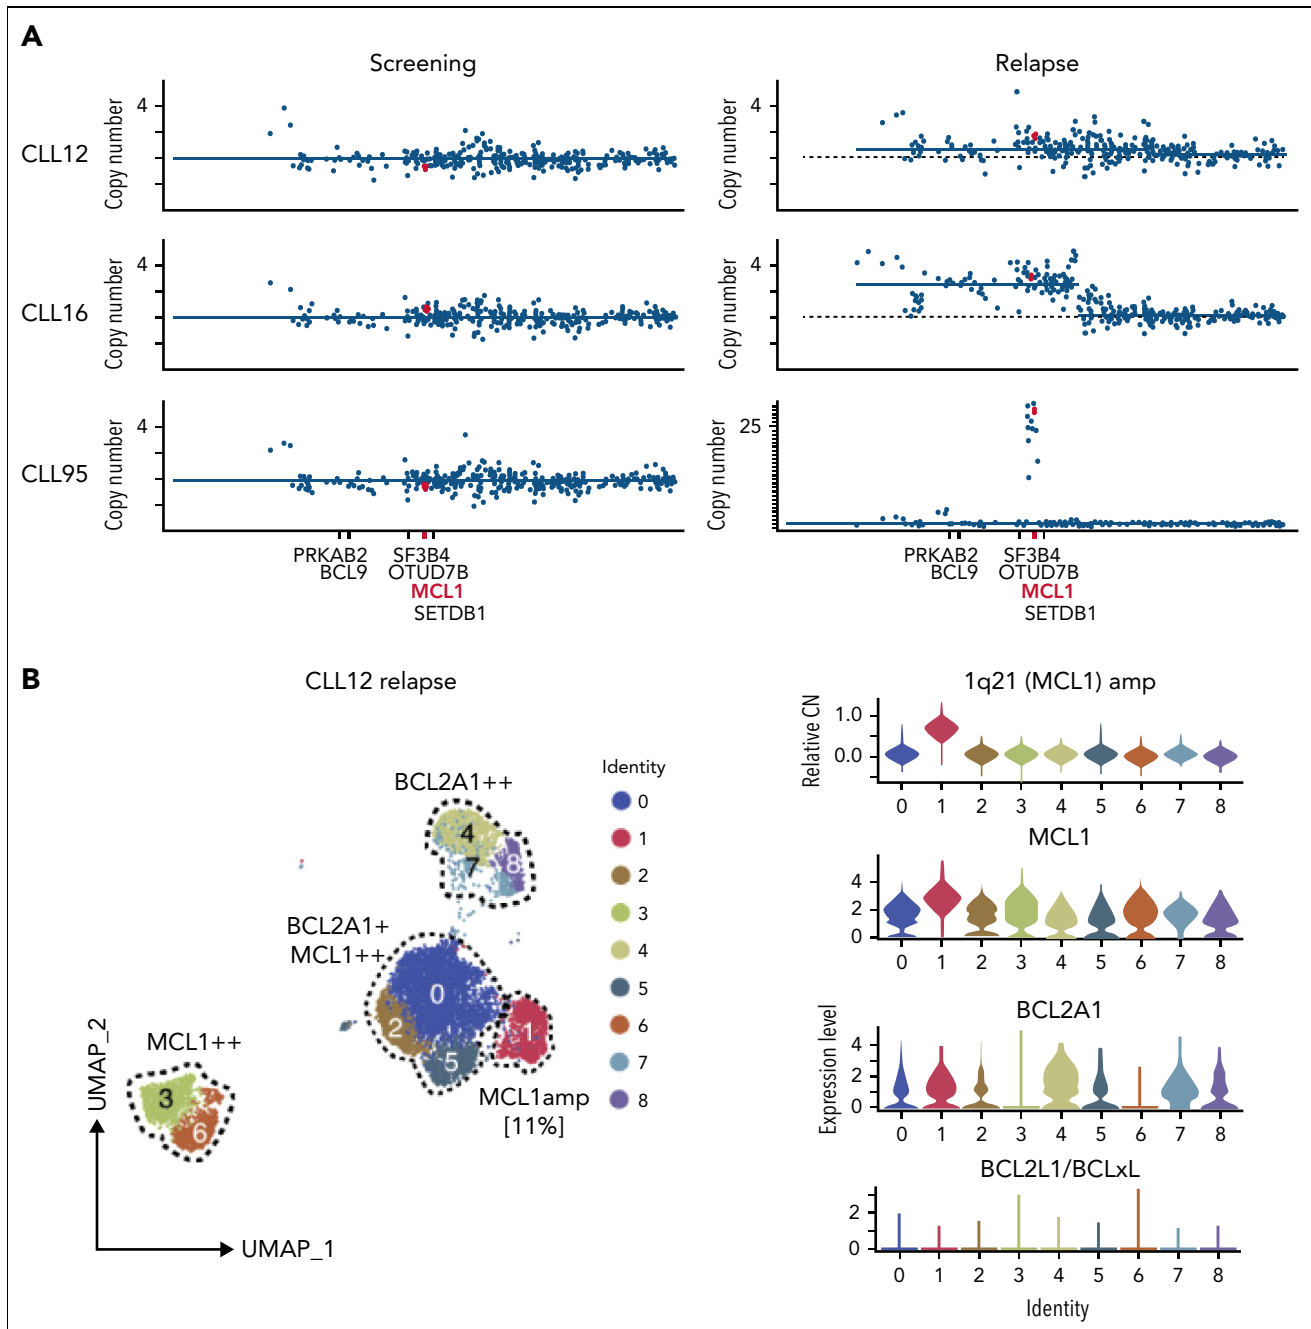 A
Screening
Relapse
CLL12
Copy number
4
Copy number
4
CLL16
Copy number
4
Copy number
4
CLL95
Copy number
4
Copy number
25
PRKAB2
SF3B4
BCL9
OTUD7B
MCL1
SETDB1
PRKAB2
SF3B4
BCL9
OTUD7B
MCL1
SETDB1
B
CLL12 relapse
BCL2A1++
4
7
8
BCL2A1+
MCL1++
0
2
5
1
MCL1amp
[11%]
MCL1++
3
6
UMAP_2
UMAP_1
Identity
0
1
2
3
4
5
6
7
8
1q21 (MCL1) amp
Relative CN
1.0
0.0
0 1 2 3 4 5 6 7 8
MCL1
4
2
0
0 1 2 3 4 5 6 7 8
Expression level
BCL2A1
4
2
0
0 1 2 3 4 5 6 7 8
BCL2L1/BCLxL
2
0
0 1 2 3 4 5 6 7 8
Identity